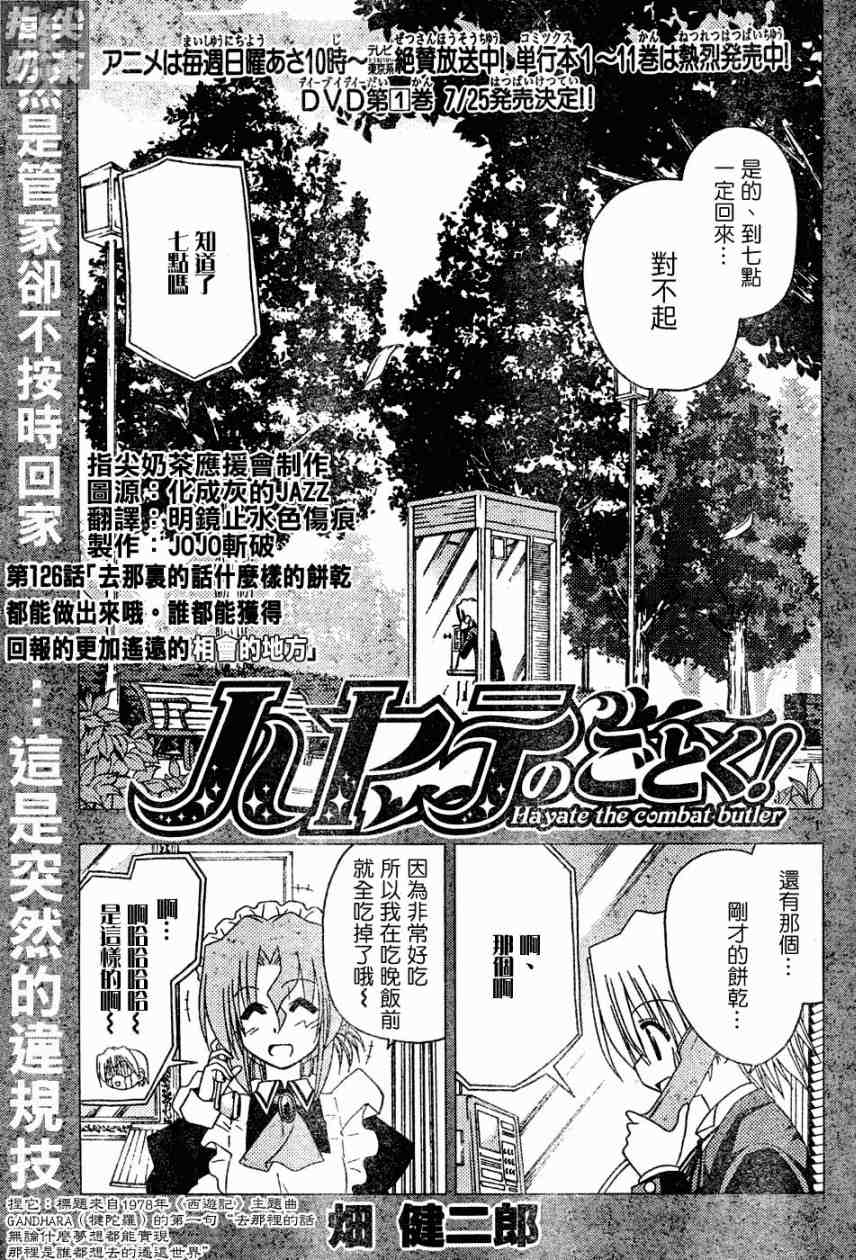 指尖奶茶
アニメは毎週日曜あさ10時～テレビ東京系絶賛放送中!単行本1～11巻は熱烈発売中!
DVD第1巻 7/25発売決定!!
是的、到七點
一定回來…
對不起
知道了
七點嗎
是管家卻不按時回家…這是突然的違規技
指尖奶茶應援會制作
圖源：化成灰的JAZZ
翻譯：明鏡止水色傷痕
製作：JOJO斬破
第126話「去那裏的話什麼樣的餅乾
都能做出來哦。誰都能獲得
回報的更加遙遠的相會的地方」
ハヤテのごとく!
Hayate the combat butler
1
還有那個…
剛才的餅乾…
啊、
那個啊
因為非常好吃
所以我在吃晚飯前
就全吃掉了哦～
啊…
啊哈哈哈哈～
是這樣的啊～
捏它：標題來自1978年《西遊記》主題曲
GANDHARA（犍陀羅）的第一句“去那裡的話
無論什麼夢想都能實現
那裡是誰都想去的遙遠世界”
畑 健二郎